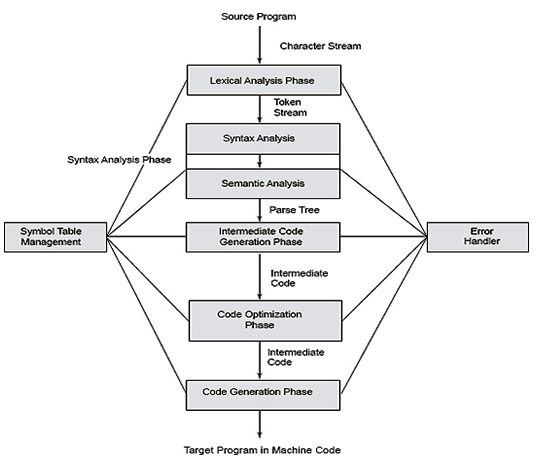 Source Program
Character Stream
Lexical Analysis Phase
Token
Stream
Syntax Analysis
Syntax Analysis Phase
Semantic Analysis
Parse Tree
Symbol Table
Management
Intermediate Code
Generation Phase
Error
Handler
Intermediate
Code
Code Optimization
Phase
Intermediate
Code
Code Generation Phase
Target Program in Machine Code